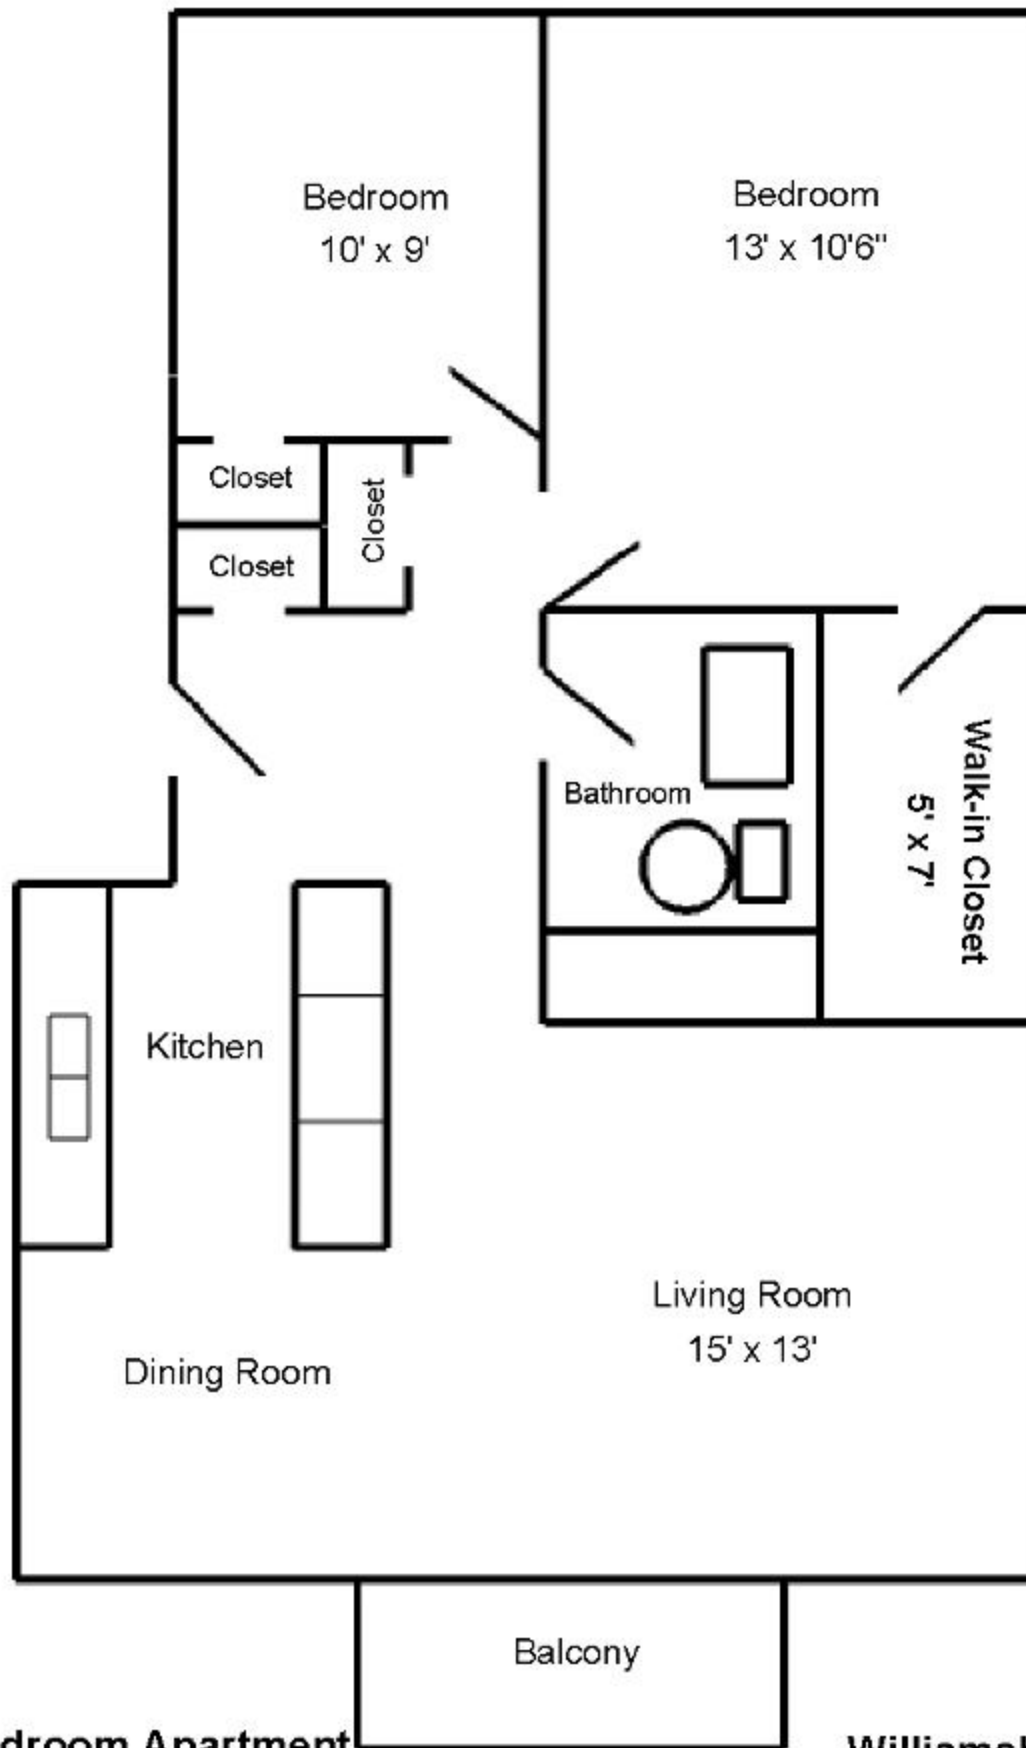 Bedroom
10' x 9'
Bedroom
13' x 10'6"
Closet
Closet
Closet
Bathroom
Walk-in Closet
5' x 7'
Kitchen
Living Room
15' x 13'
Dining Room
Balcony
Apartment